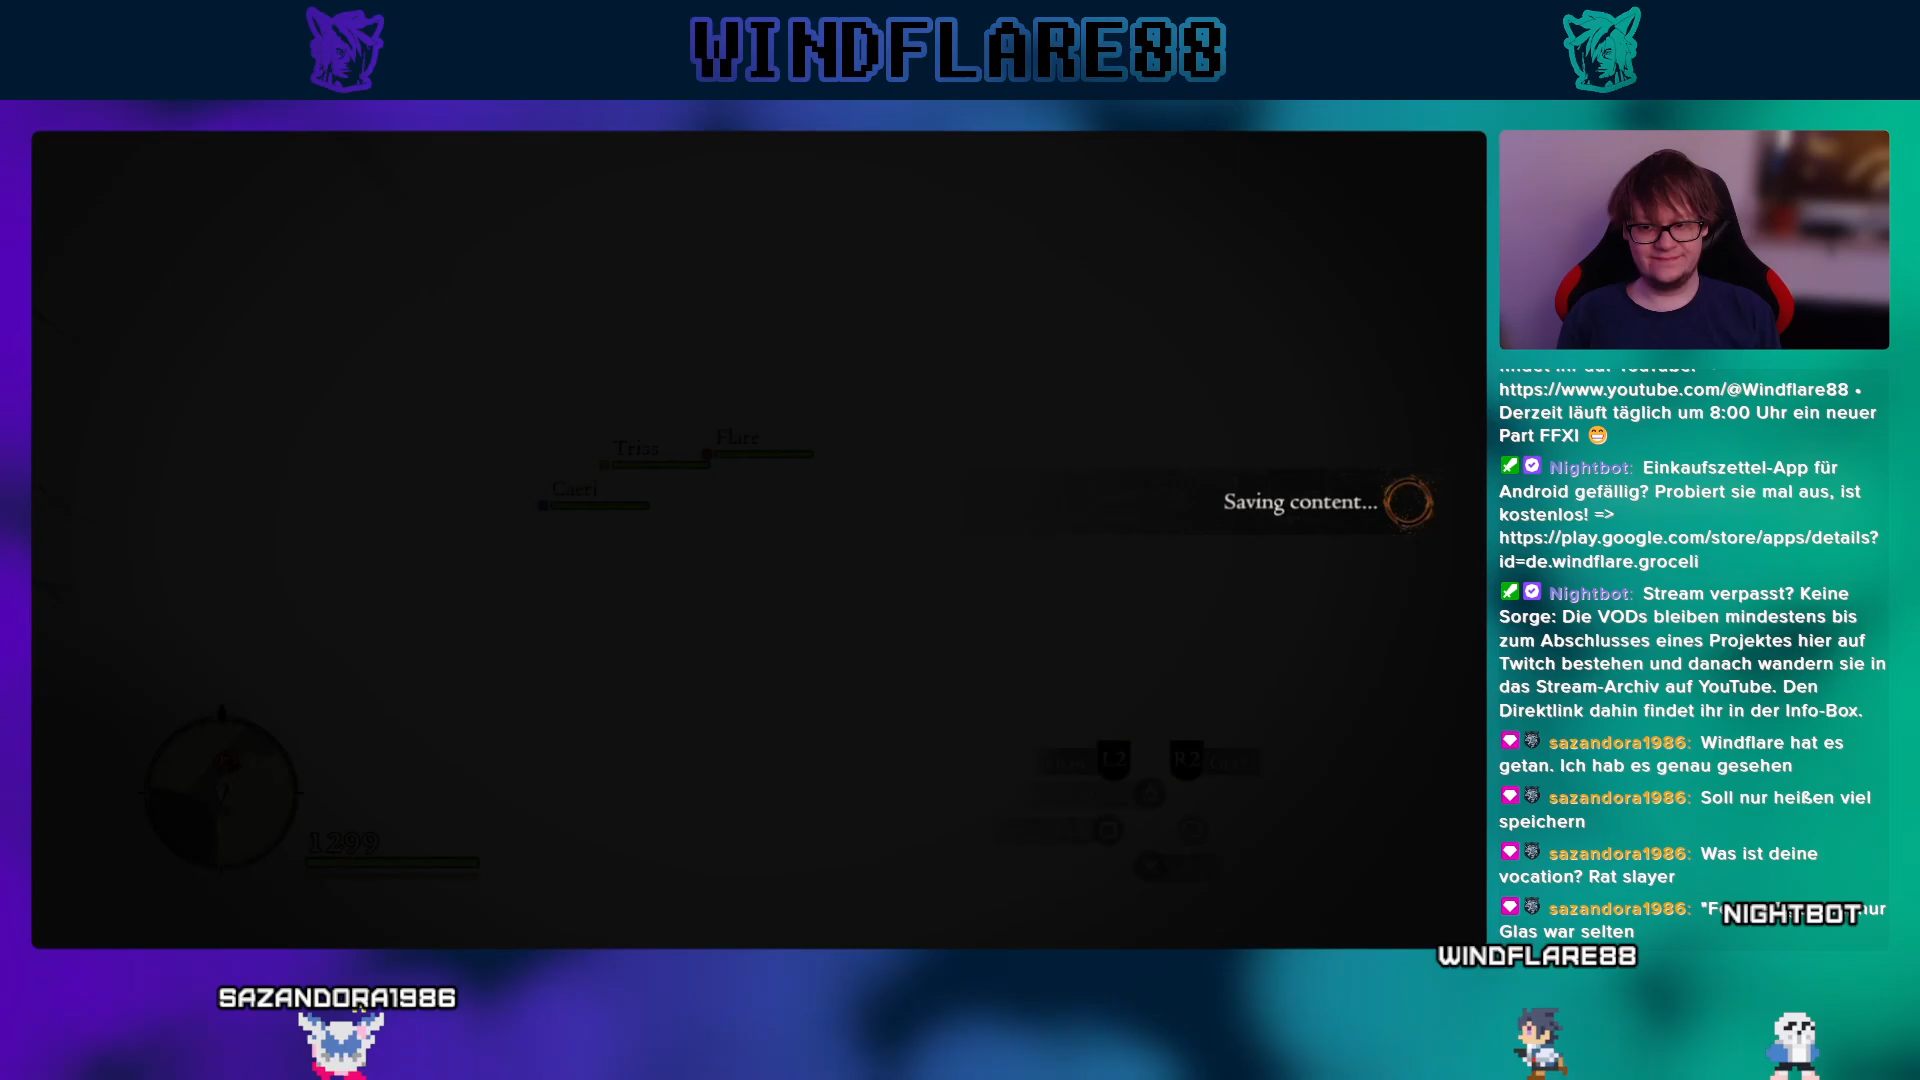 WINDFLARE88
Trias
Flare
Caeri
Saving content...
1299
L2
R2
https://www.youtube.com/@Windflare88 •
Derzeit läuft täglich um 8:00 Uhr ein neuer
Part FFXI 😁
Nightbot: Einkaufszettel-App für
Android gefällig? Probiert sie mal aus, ist
kostenlos! =>
https://play.google.com/store/apps/details?
id=de.windflare.groceli
Nightbot: Stream verpasst? Keine
Sorge: Die VODs bleiben mindestens bis
zum Abschlusses eines Projektes hier auf
Twitch bestehen und danach wandern sie in
das Stream-Archiv auf YouTube. Den
Direktlink dahin findet ihr in der Info-Box.
sazandora1986: Windflare hat es
getan. Ich hab es genau gesehen
sazandora1986: Soll nur heißen viel
speichern
sazandora1986: Was ist deine
vocation? Rat slayer
sazandora1986:
Glas war selten
NIGHTBOT
WINDFLARE88
SAZANDORA1986